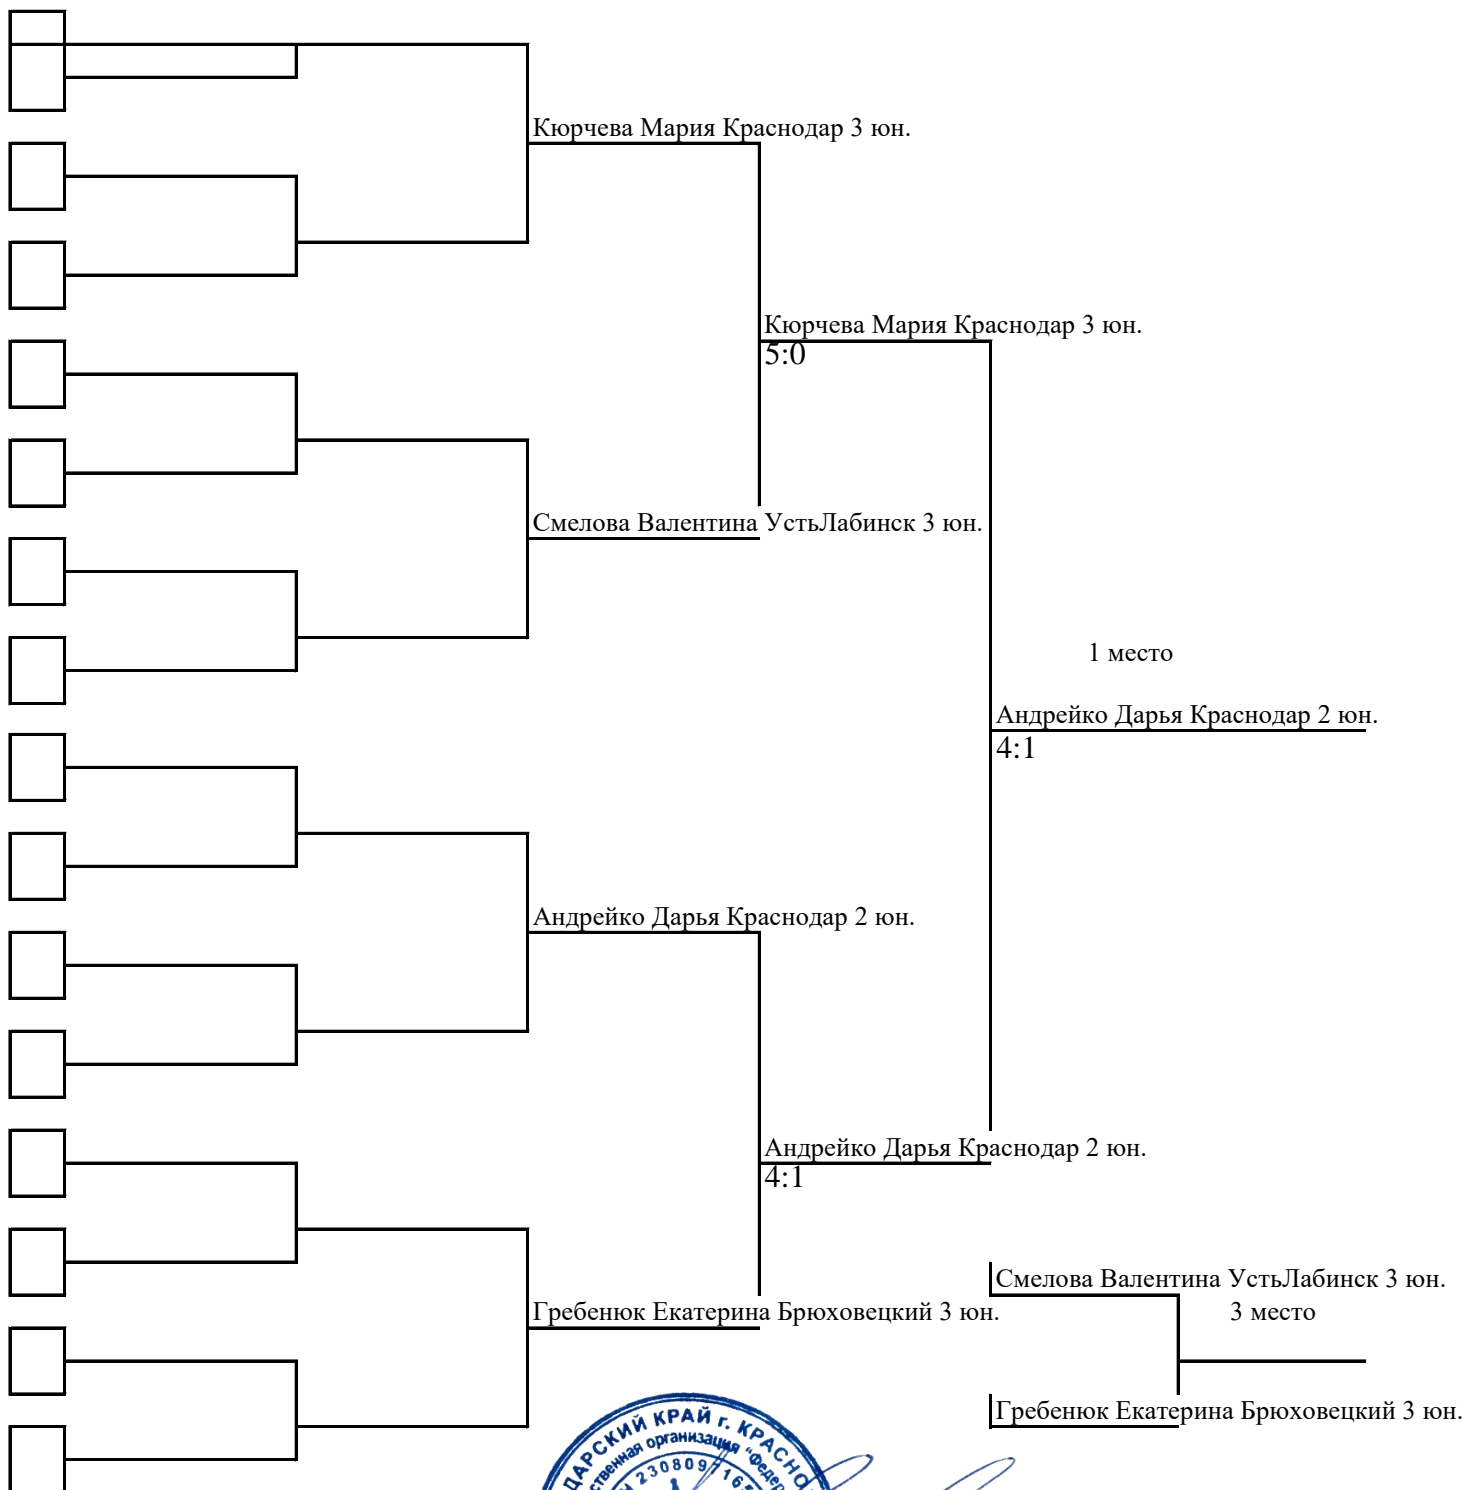 Кюрчева Мария Краснодар 3 юн.
Кюрчева Мария Краснодар 3 юн.
5:0
Смелова Валентина УстьЛабинск 3 юн.
1 место
Андрейко Дарья Краснодар 2 юн.
4:1
Андрейко Дарья Краснодар 2 юн.
Андрейко Дарья Краснодар 2 юн.
4:1
Смелова Валентина УстьЛабинск 3 юн.
Гребенюк Екатерина Брюховецкий 3 юн.
3 место
Гребенюк Екатерина Брюховецкий 3 юн.
КРАЙ г.
организация